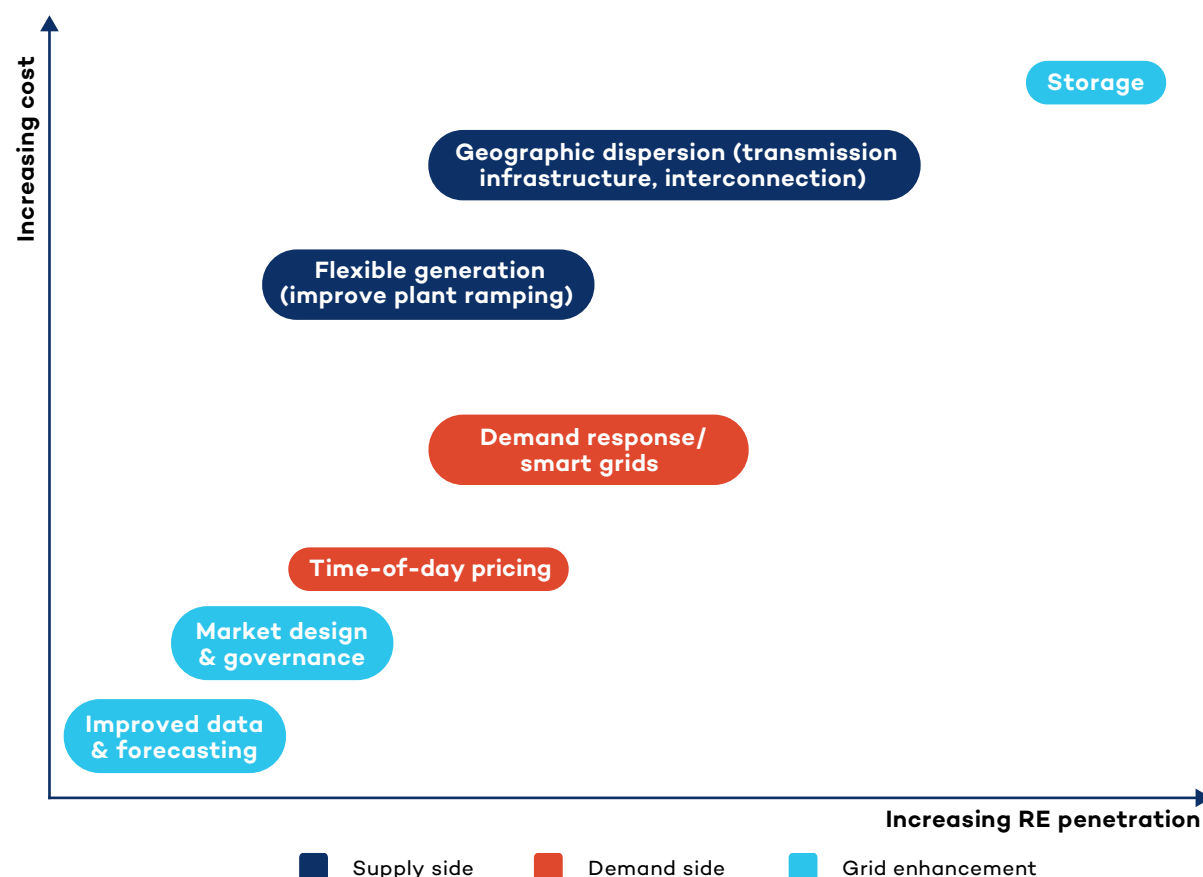 Increasing cost
Storage
Geographic dispersion (transmission
infrastructure, interconnection)
Flexible generation
(improve plant ramping)
Demand response/
smart grids
Time-of-day pricing
Market design
& governance
Improved data
& forecasting
Increasing RE penetration
Supply side
Demand side
Grid enhancement